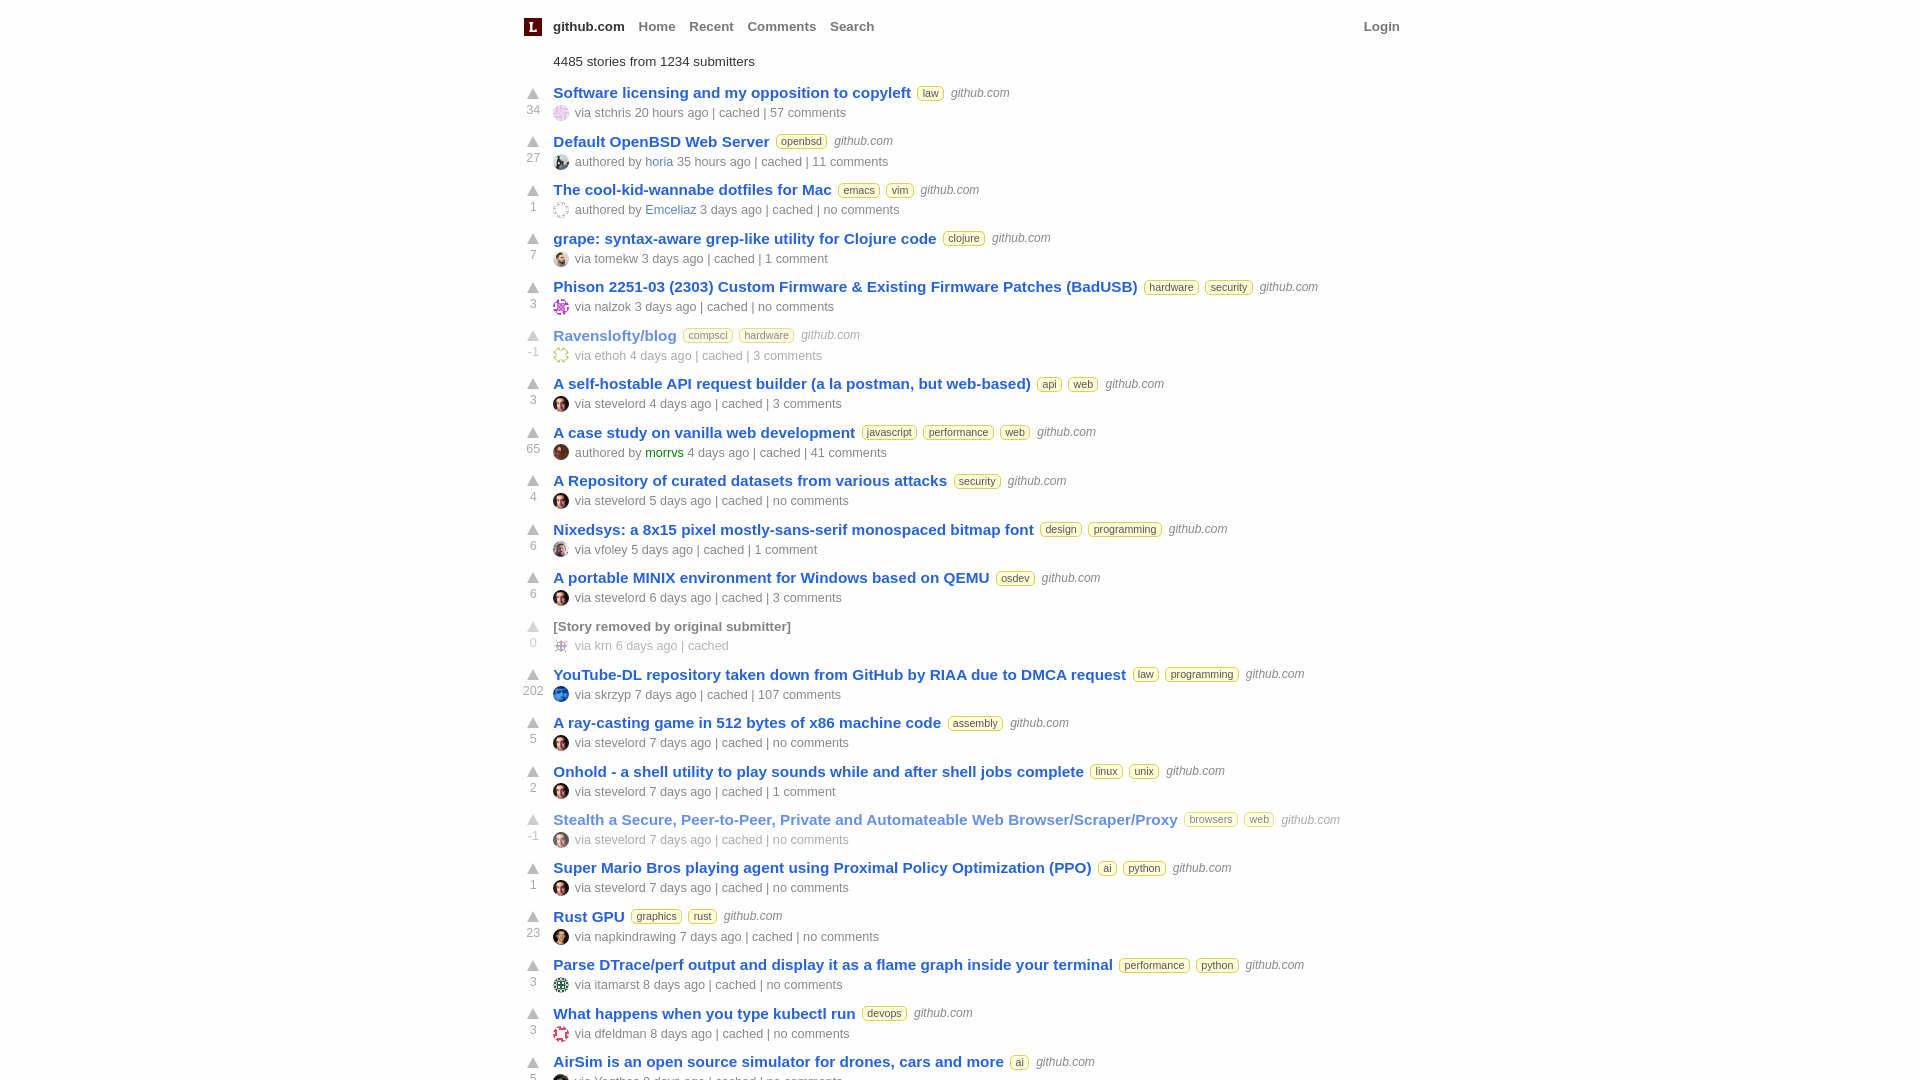 L github.com Home Recent Comments Search Login
4485 stories from 1234 submitters
Software licensing and my opposition to copyleft law github.com
34 via stchris 20 hours ago | cached | 57 comments
Default OpenBSD Web Server openbsd github.com
27 authored by horia 35 hours ago | cached | 11 comments
The cool-kid-wannabe dotfiles for Mac emacs vim github.com
1 authored by Emceliaz 3 days ago | cached | no comments
grape: syntax-aware grep-like utility for Clojure code clojure github.com
7 via tomekw 3 days ago | cached | 1 comment
Phison 2251-03 (2303) Custom Firmware & Existing Firmware Patches (BadUSB) hardware security github.com
3 via nalzok 3 days ago | cached | no comments
Ravenslofty/blog compsci hardware github.com
-1 via ethoh 4 days ago | cached | 3 comments
A self-hostable API request builder (a la postman, but web-based) api web github.com
3 via stevelord 4 days ago | cached | 3 comments
A case study on vanilla web development javascript performance web github.com
65 authored by morrvs 4 days ago | cached | 41 comments
A Repository of curated datasets from various attacks security github.com
4 via stevelord 5 days ago | cached | no comments
Nixedsys: a 8x15 pixel mostly-sans-serif monospaced bitmap font design programming github.com
6 via vfoley 5 days ago | cached | 1 comment
A portable MINIX environment for Windows based on QEMU osdev github.com
6 via stevelord 6 days ago | cached | 3 comments
[Story removed by original submitter]
0 via krn 6 days ago | cached
YouTube-DL repository taken down from GitHub by RIAA due to DMCA request law programming github.com
202 via skrzyp 7 days ago | cached | 107 comments
A ray-casting game in 512 bytes of x86 machine code assembly github.com
5 via stevelord 7 days ago | cached | no comments
Onhold - a shell utility to play sounds while and after shell jobs complete linux unix github.com
2 via stevelord 7 days ago | cached | 1 comment
Stealth a Secure, Peer-to-Peer, Private and Automateable Web Browser/Scraper/Proxy browsers web github.com
-1 via stevelord 7 days ago | cached | no comments
Super Mario Bros playing agent using Proximal Policy Optimization (PPO) ai python github.com
1 via stevelord 7 days ago | cached | no comments
Rust GPU graphics rust github.com
23 via napkindrawing 7 days ago | cached | no comments
Parse DTrace/perf output and display it as a flame graph inside your terminal performance python github.com
3 via itamarst 8 days ago | cached | no comments
What happens when you type kubectl run devops github.com
3 via dfeldman 8 days ago | cached | no comments
AirSim is an open source simulator for drones, cars and more ai github.com
5 via 8 days ago | cached | no comments